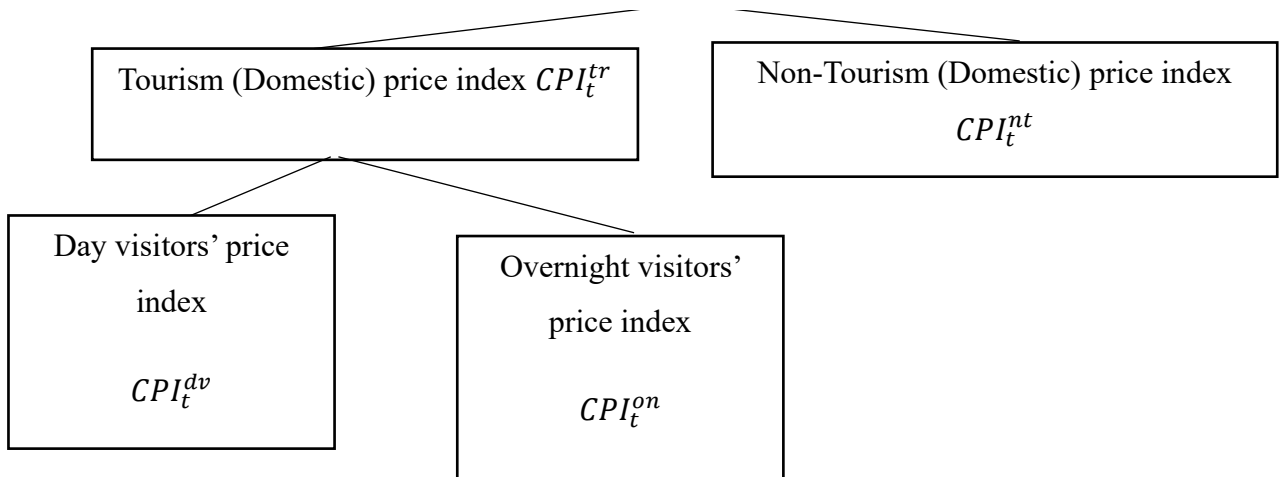 Tourism (Domestic) price index $CPI_t^{tr}$
Non-Tourism (Domestic) price index
$CPI_t^{nt}$
Day visitors’ price
index
$CPI_t^{dv}$
Overnight visitors’
price index
$CPI_t^{on}$